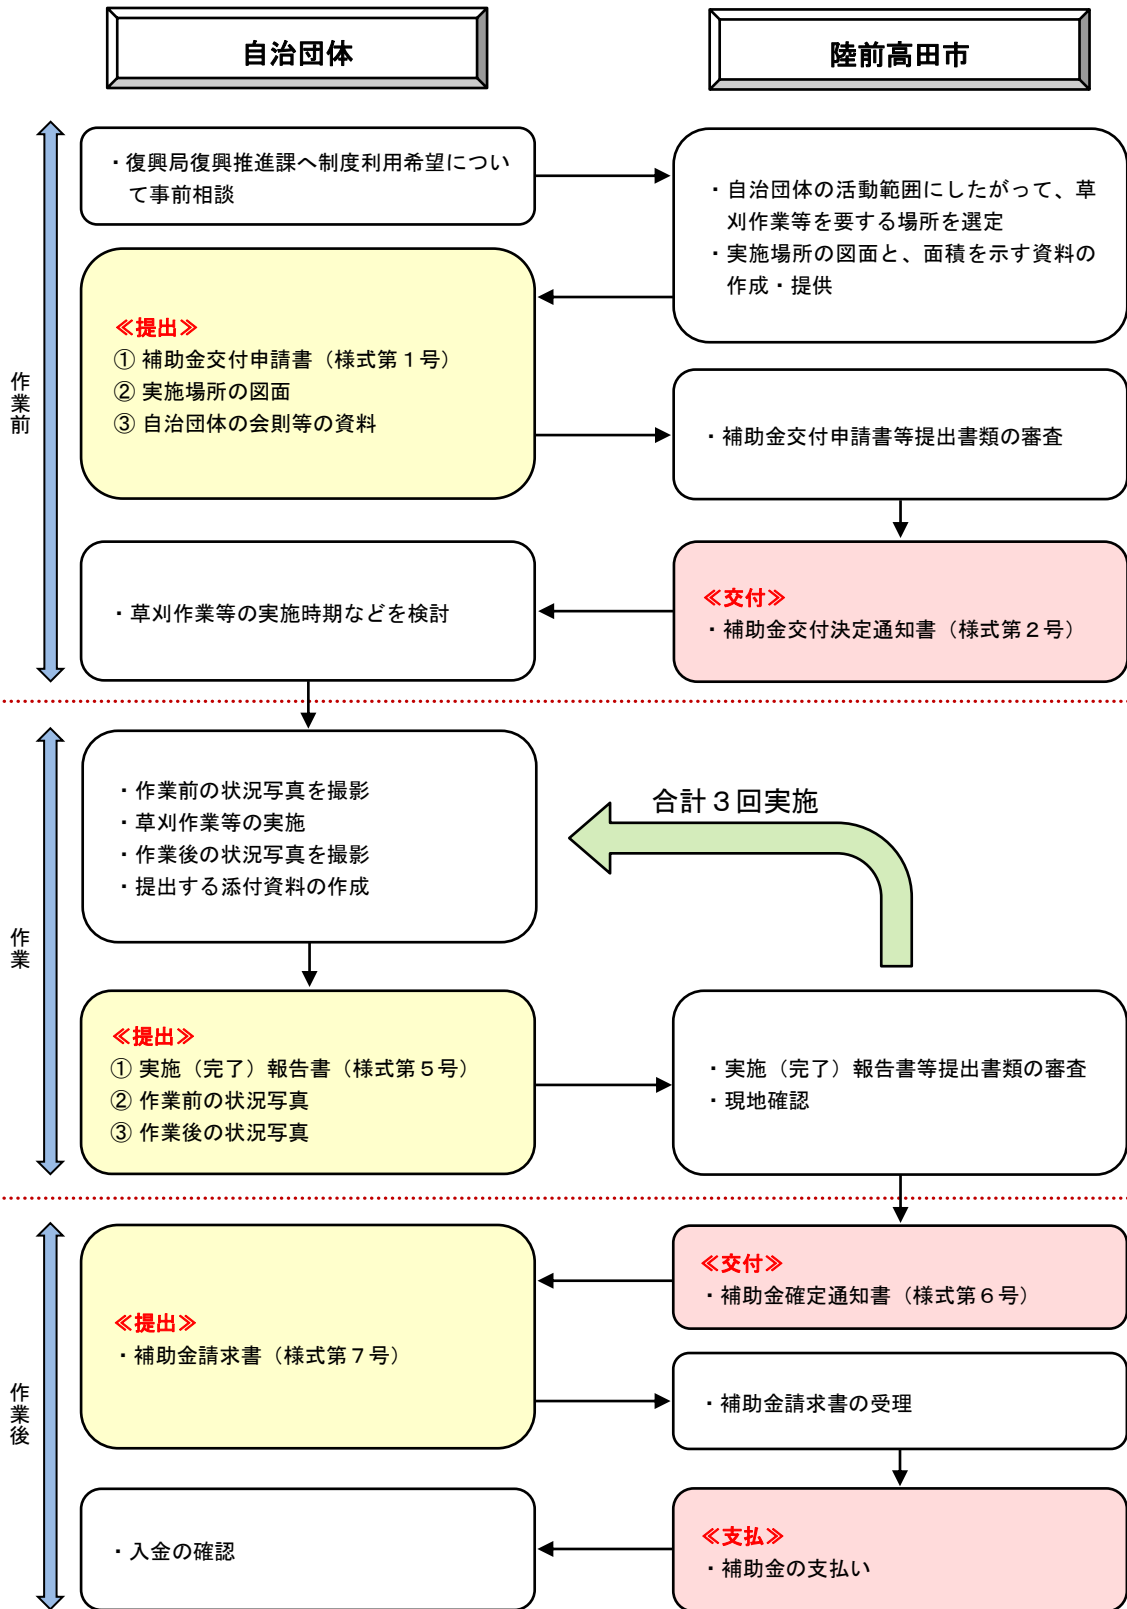 自治団体
陸前高田市
作業前
・復興局復興推進課へ制度利用希望につい
て事前相談
・自治団体の活動範囲にしたがって、草
刈作業等を要する場所を選定
・実施場所の図面と、面積を示す資料の
作成・提供
≪提出≫
① 補助金交付申請書（様式第１号）
② 実施場所の図面
③ 自治団体の会則等の資料
・補助金交付申請書等提出書類の審査
≪交付≫
・補助金交付決定通知書（様式第２号）
・草刈作業等の実施時期などを検討
作業
・作業前の状況写真を撮影
・草刈作業等の実施
・作業後の状況写真を撮影
・提出する添付資料の作成
合計３回実施
≪提出≫
① 実施（完了）報告書（様式第５号）
② 作業前の状況写真
③ 作業後の状況写真
・実施（完了）報告書等提出書類の審査
・現地確認
作業後
≪交付≫
・補助金確定通知書（様式第６号）
≪提出≫
・補助金請求書（様式第７号）
・補助金請求書の受理
≪支払≫
・補助金の支払い
・入金の確認